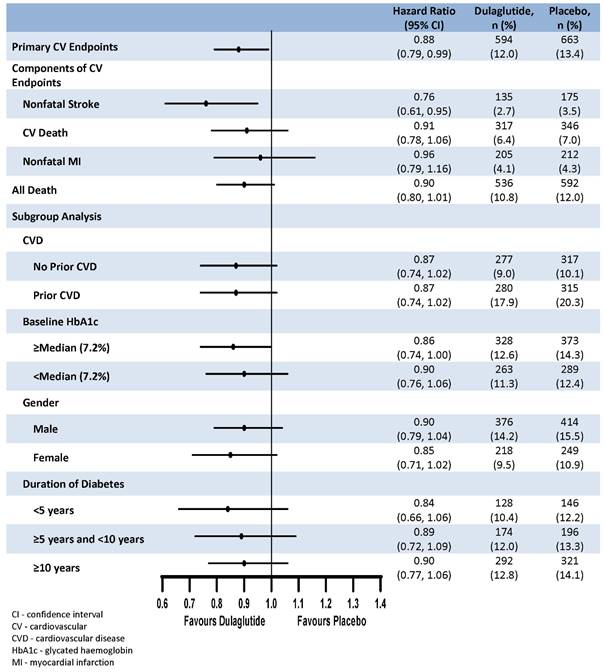 Hazard Ratio Dulaglutide, Placebo,
(95% CI) n (%) n (%)
Primary CV Endpoints 0.88 594 663
(0.79, 0.99) (12.0) (13.4)
Components of CV
Endpoints
Nonfatal Stroke 0.76 135 175
(0.61, 0.95) (2.7) (3.5)
CV Death 0.91 317 346
(0.78, 1.06) (6.4) (7.0)
Nonfatal MI 0.96 205 212
(0.79, 1.16) (4.1) (4.3)
All Death 0.90 536 592
(0.80, 1.01) (10.8) (12.0)
Subgroup Analysis
CVD
No Prior CVD 0.87 277 317
(0.74, 1.02) (9.0) (10.1)
Prior CVD 0.87 280 315
(0.74, 1.02) (17.9) (20.3)
Baseline HbA1c
≥Median (7.2%) 0.86 328 373
(0.74, 1.00) (12.6) (14.3)
<Median (7.2%) 0.90 263 289
(0.76, 1.06) (11.3) (12.4)
Gender
Male 0.90 376 414
(0.79, 1.04) (14.2) (15.5)
Female 0.85 218 249
(0.71, 1.02) (9.5) (10.9)
Duration of Diabetes
<5 years 0.84 128 146
(0.66, 1.06) (10.4) (12.2)
≥5 years and <10 years 0.89 174 196
(0.72, 1.09) (12.0) (13.3)
≥10 years 0.90 292 321
(0.77, 1.06) (12.8) (14.1)
0.6 0.7 0.8 0.9 1.0 1.1 1.2 1.3 1.4
Favours Dulaglutide Favours Placebo
CI - confidence interval
CV - cardiovascular
CVD - cardiovascular disease
HbA1c - glycated haemoglobin
MI - myocardial infarction